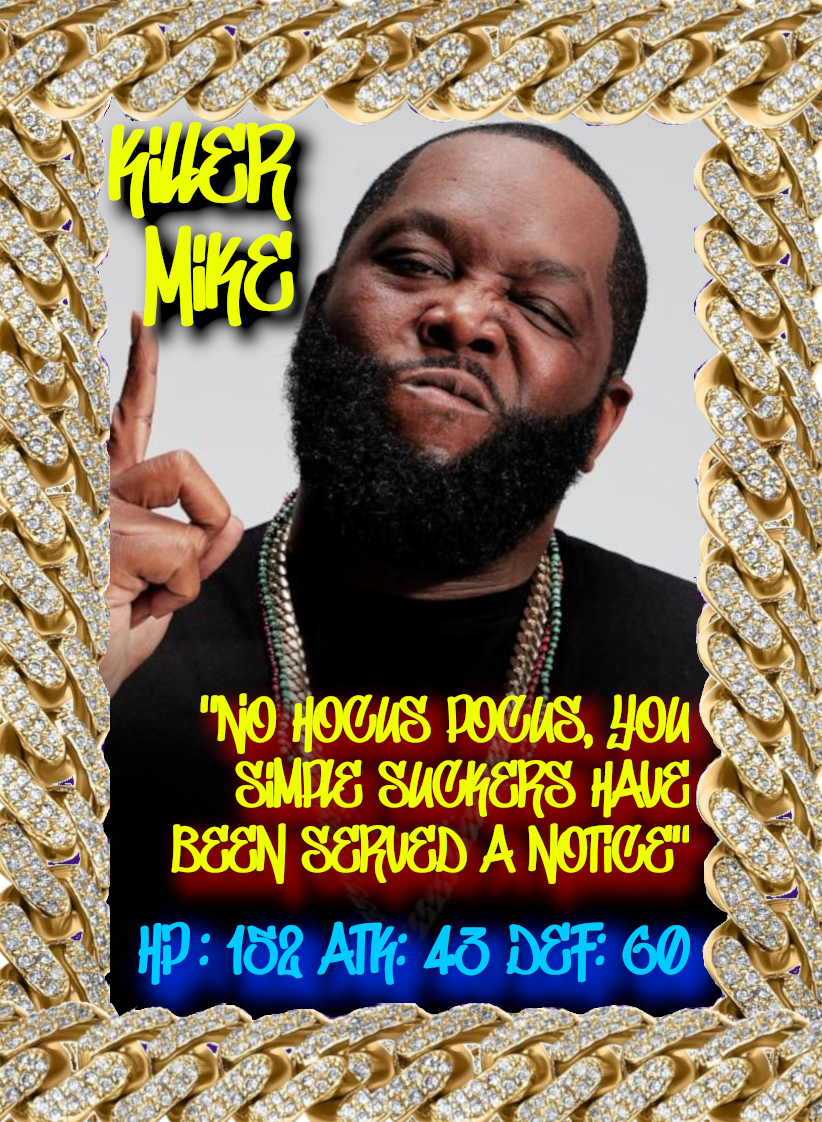 KillER
MiKE
"No Hocus Pocus, you
SiMPlE SuckERS HAVE
BEEN SERVED A NoTiCE"
HP : 152 ATK: 43 DEF: 60